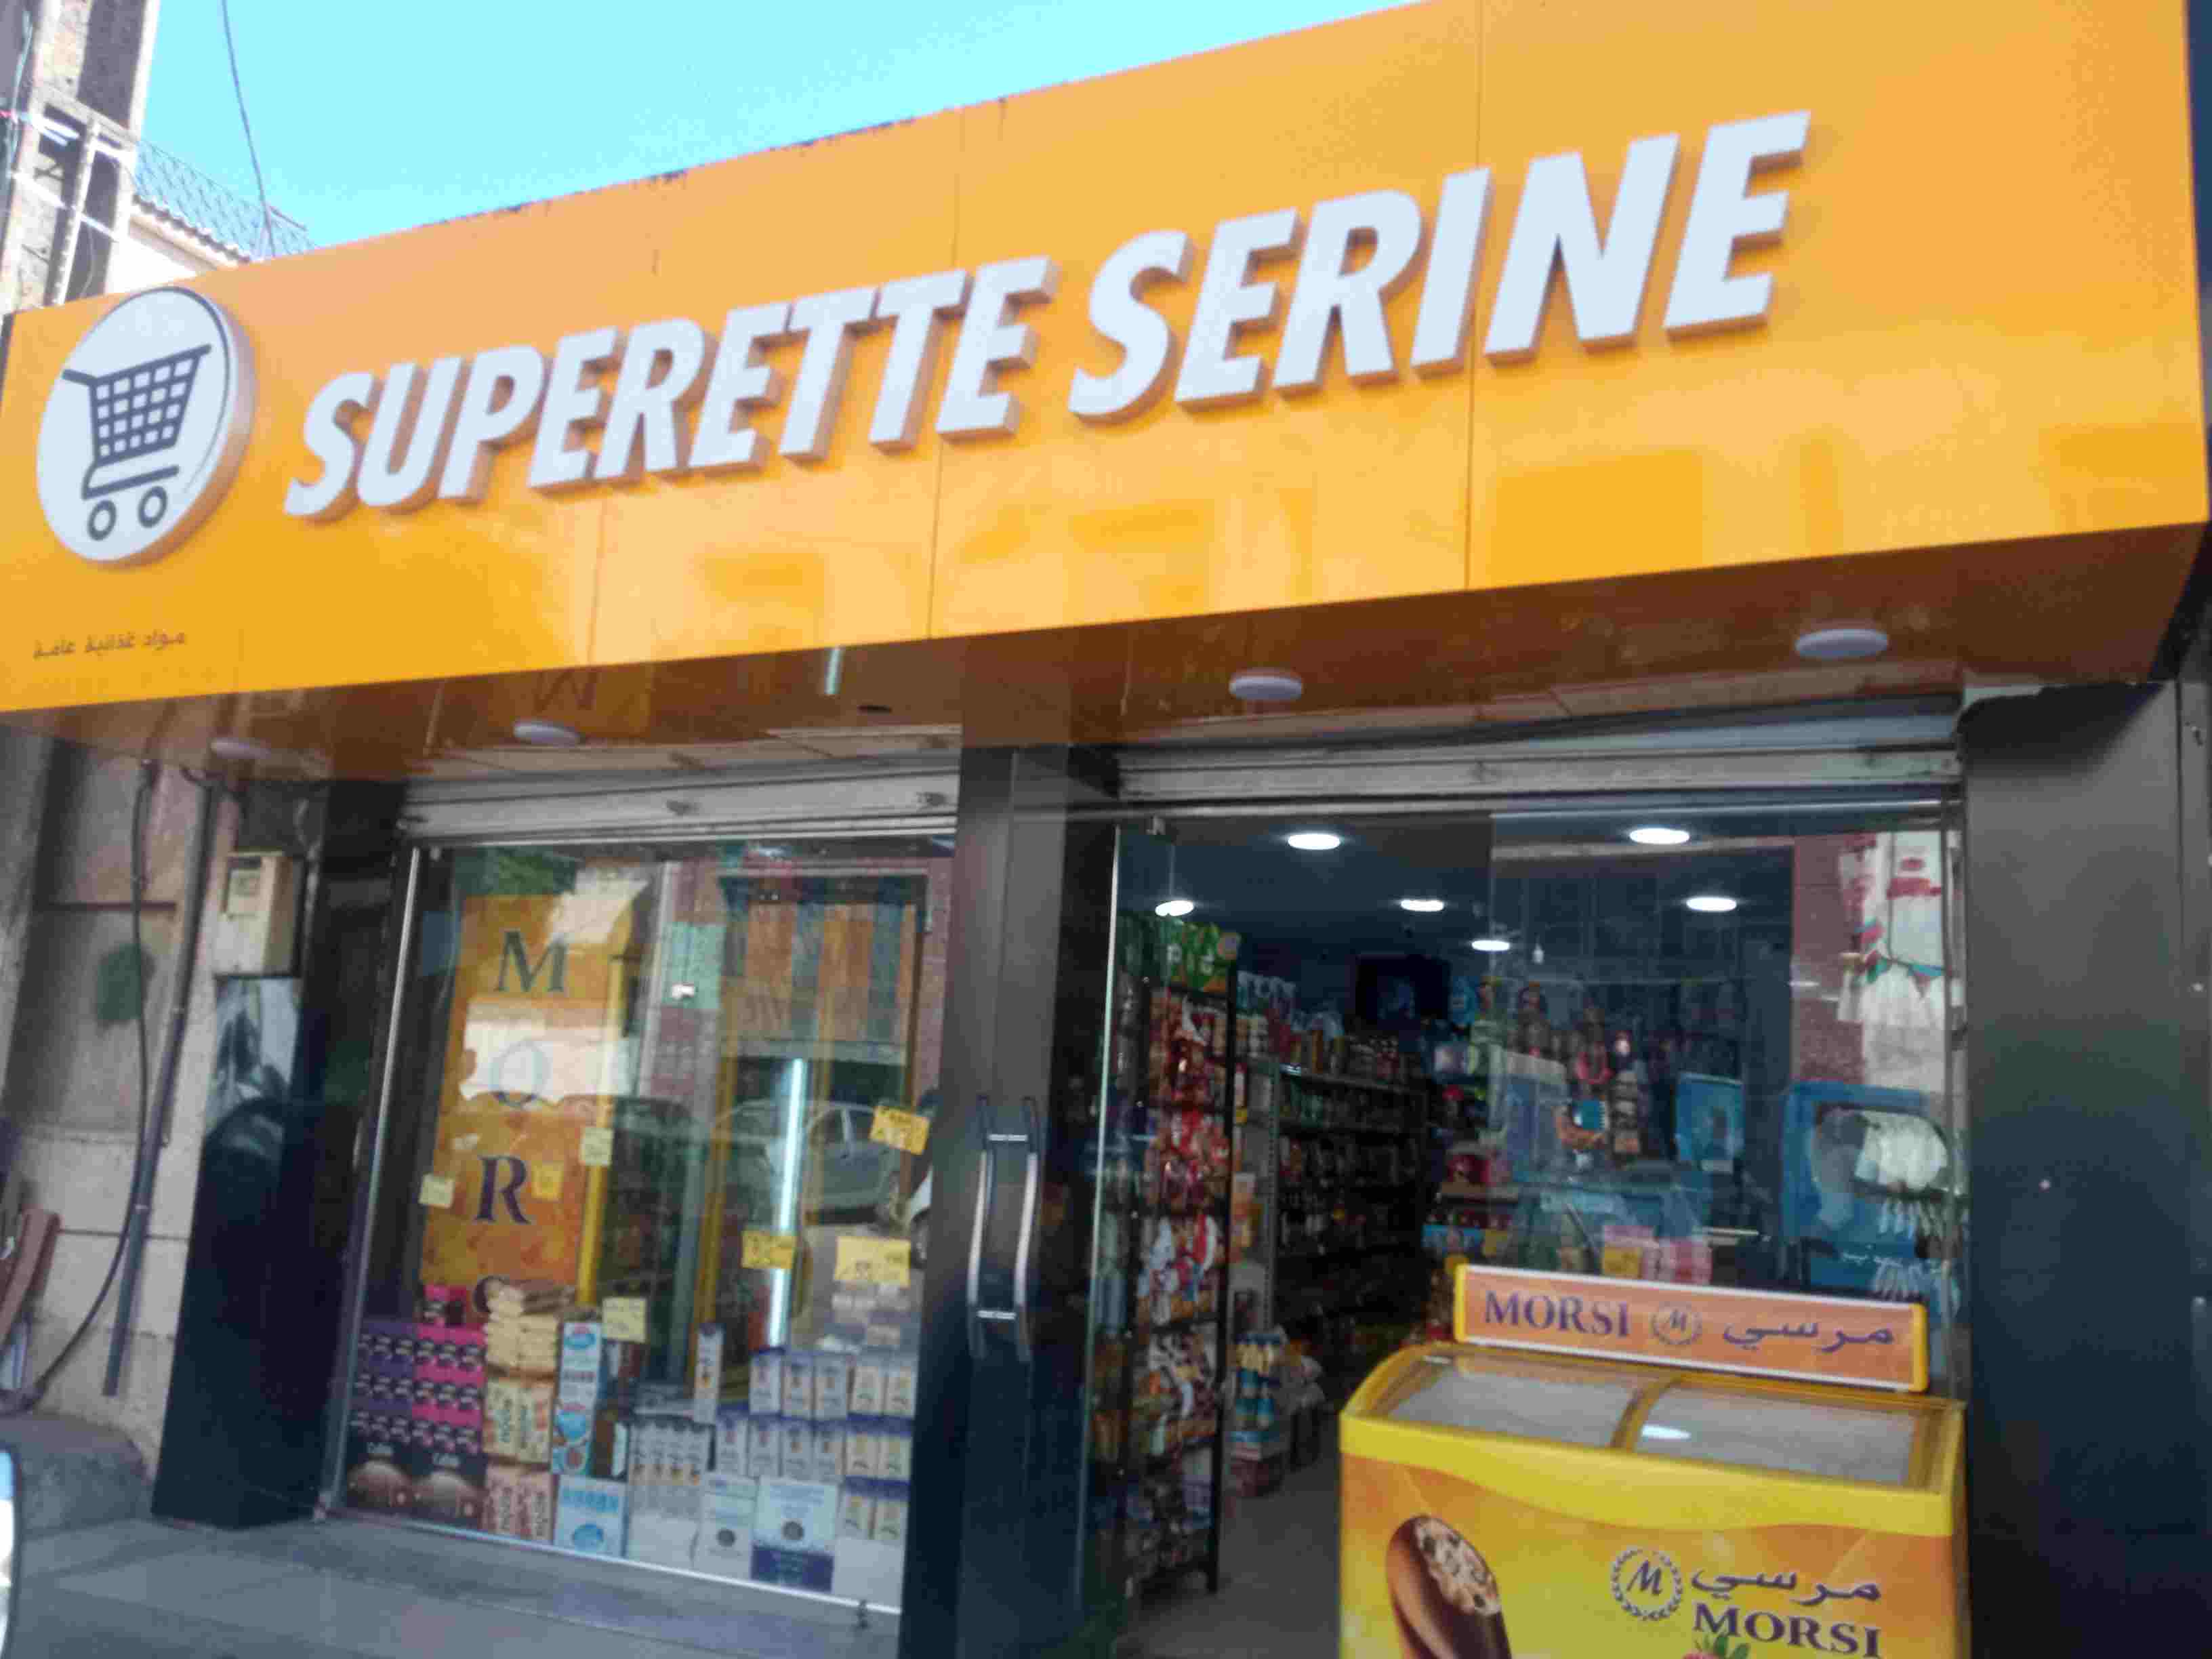 SUPERETTE SERINE
مواد غذائية عامة
M
O
R
MORSI M مرسي
M مرسي
MORSI